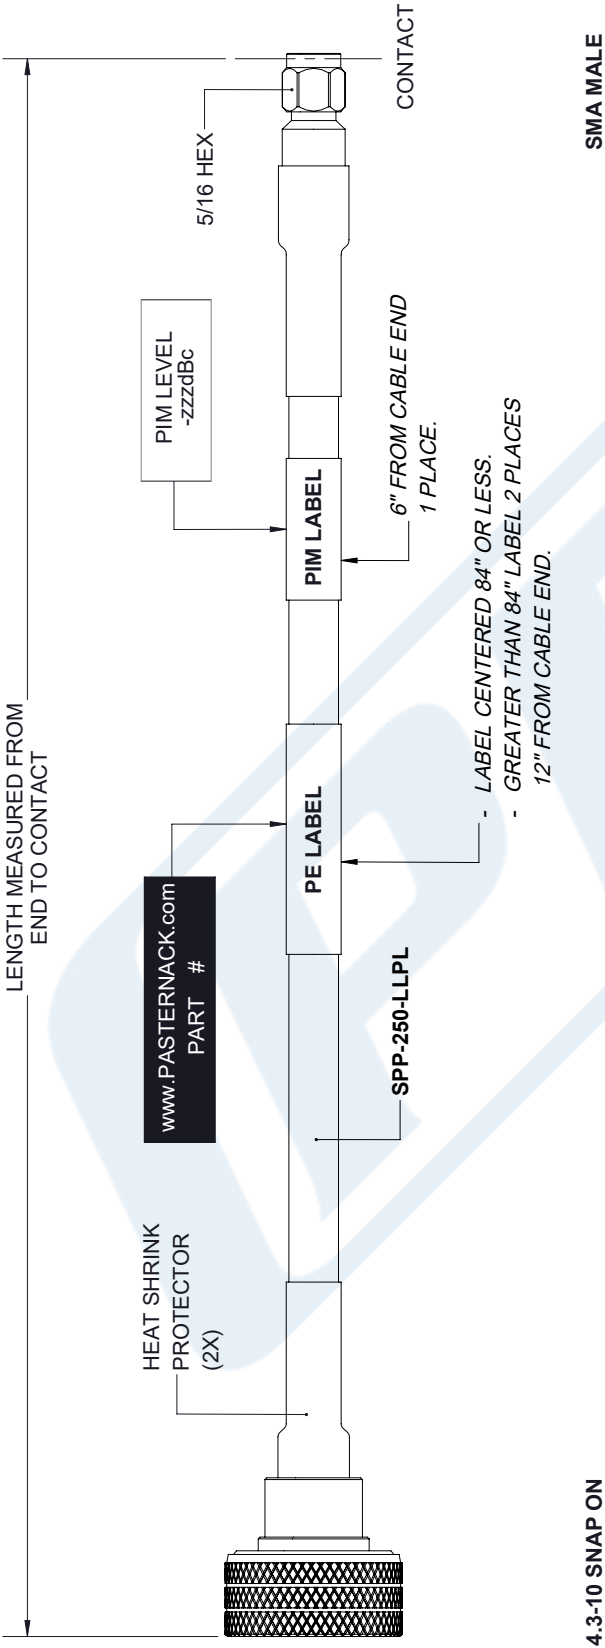 LENGTH MEASURED FROM
END TO CONTACT
HEAT SHRINK
PROTECTOR
(2X)
www.PASTERNACK.com
PART #
PIM LEVEL
-zzzdBc
5/16 HEX
PE LABEL
PIM LABEL
CONTACT
SPP-250-LLPL
6" FROM CABLE END
1 PLACE.
- LABEL CENTERED 84" OR LESS.
- GREATER THAN 84" LABEL 2 PLACES
12" FROM CABLE END.
4.3-10 SNAP ON
SMA MALE